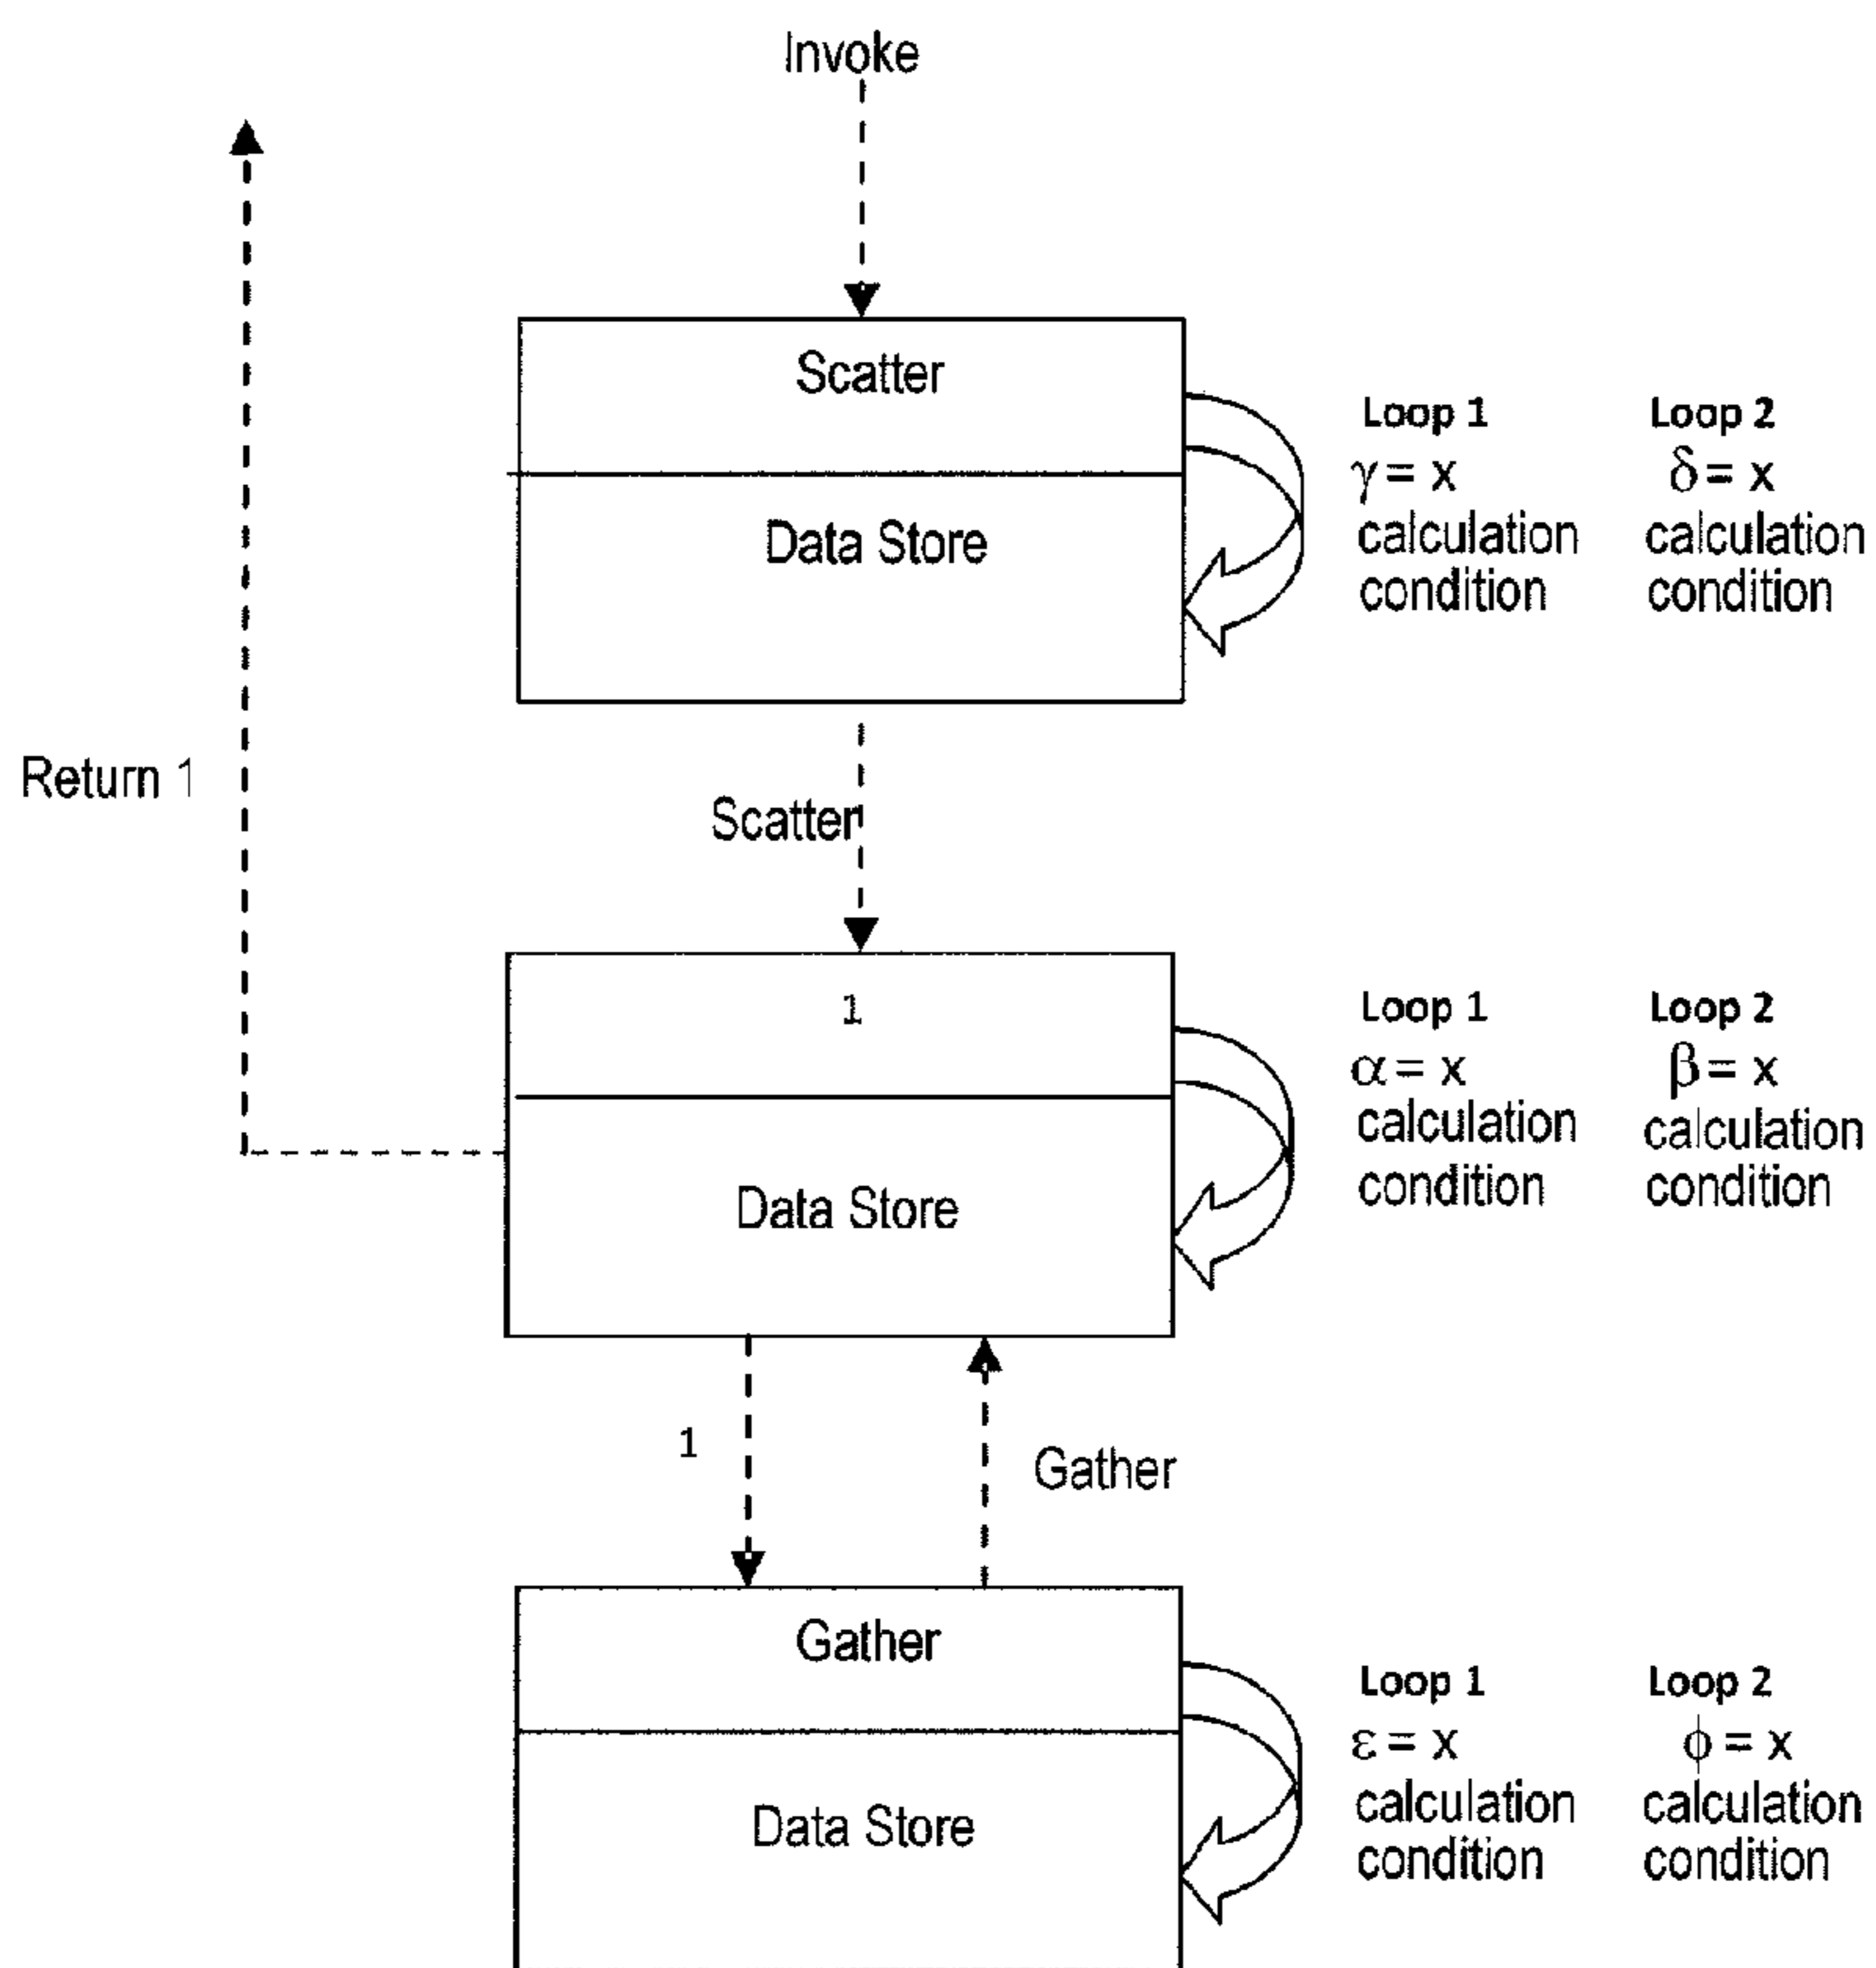 Invoke
Scatter
Data Store
Loop 1
γ = x
calculation
condition
Loop 2
δ = x
calculation
condition
Return 1
Scatter
1
Data Store
Loop 1
α = x
calculation
condition
Loop 2
β = x
calculation
condition
1
Gather
Gather
Data Store
Loop 1
ε = x
calculation
condition
Loop 2
ϕ = x
calculation
condition